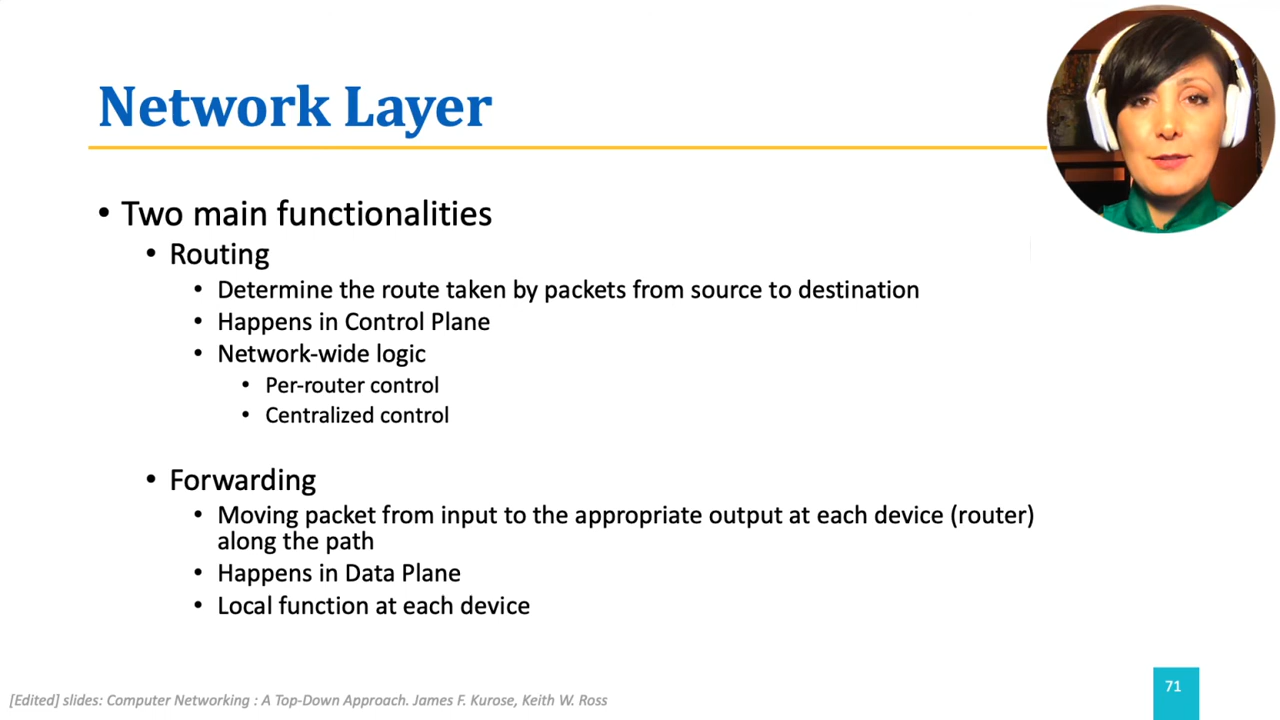 Network Layer
• Two main functionalities
• Routing
• Determine the route taken by packets from source to destination
• Happens in Control Plane
• Network-wide logic
• Per-router control
• Centralized control
• Forwarding
• Moving packet from input to the appropriate output at each device (router)
along the path
• Happens in Data Plane
• Local function at each device
[Edited] slides: Computer Networking : A Top-Down Approach. James F. Kurose, Keith W. Ross
71